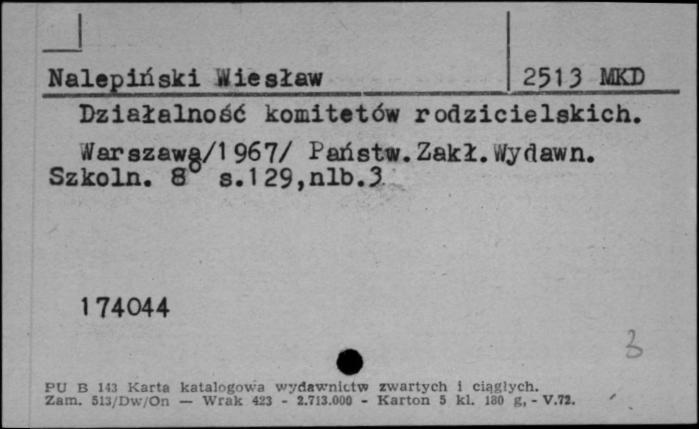 Nalepiński Wiesław 2513 MKD
Działalność komitetów rodzicielskich.
Warszawa/1967/ Państw.Zakł.Wydawn.
Szkoln. 8° s.129,nlb.3
174044
3
PU B 143 Karta katalogowa wydawnictw zwartych i ciągłych.
Zam. 513/Dw/On — Wrak 423 - 2.713.000 - Karton 5 kl. 180 g, - V.72.